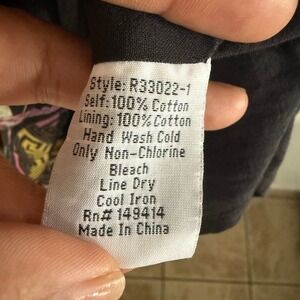 Style: R33022-1
Self: 100% Cotton
Lining: 100% Cotton
Hand Wash Cold
Only Non-Chlorine
Bleach
Line Dry
Cool Iron
Rn# 149414
Made In China